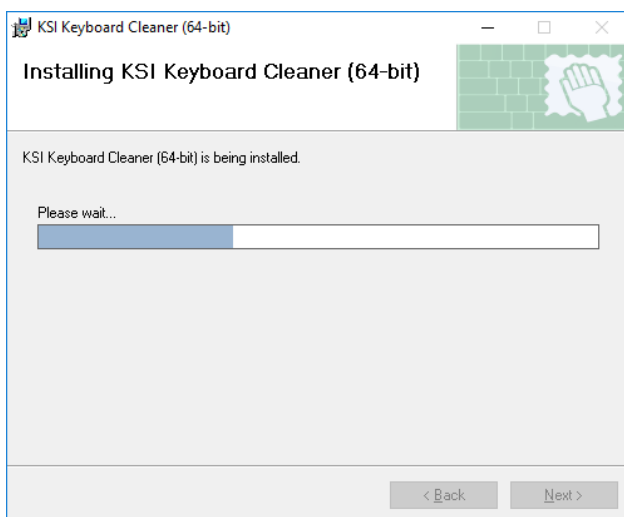 KSI Keyboard Cleaner (64-bit)
Installing KSI Keyboard Cleaner (64-bit)
KSI Keyboard Cleaner (64-bit) is being installed.
Please wait...
< Back
Next >